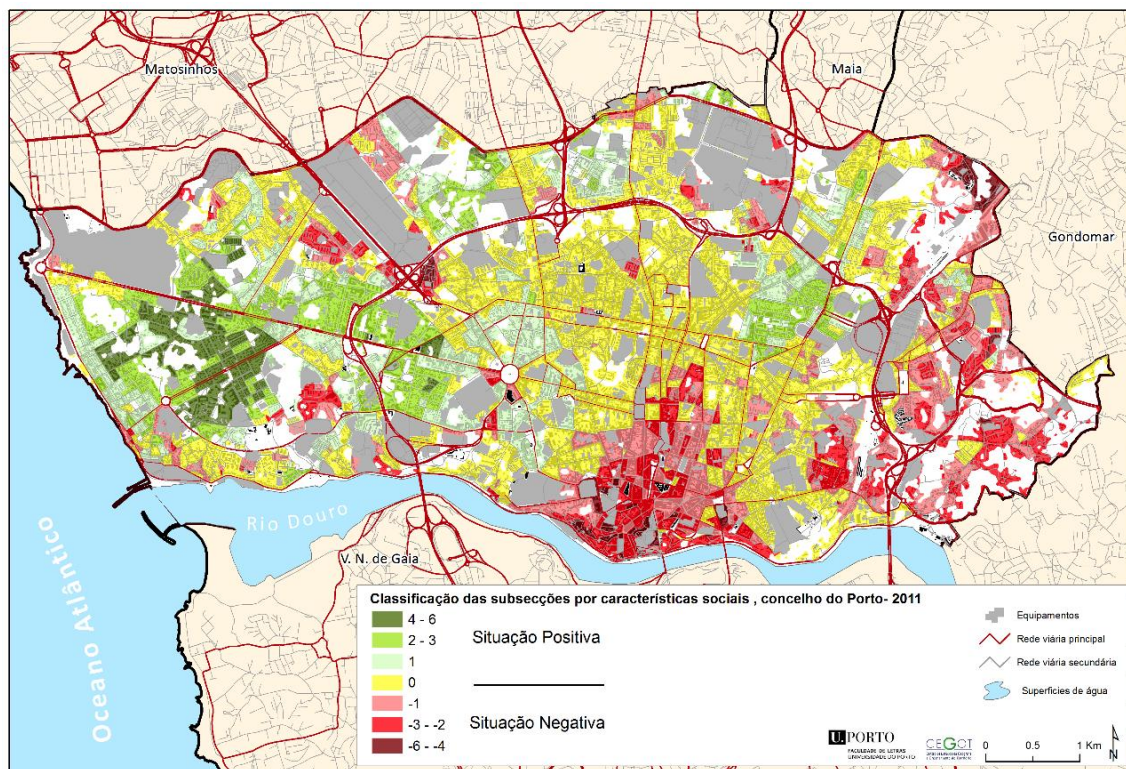 Matosinhos
Maia
Gondomar
Oceano Atlântico
Rio Douro
V. N. de Gaia
Classificação das subsecções por características sociais , concelho do Porto- 2011
4 - 6
2 - 3
1
0
-1
-3 - -2
-6 - -4
Situação Positiva
Situação Negativa
Equipamentos
Rede viária principal
Rede viária secundária
Superfícies de água
U. PORTO
FACULDADE DE LETRAS
UNIVERSIDADE DO PORTO
CEGOT
0 0.5 1 Km
N